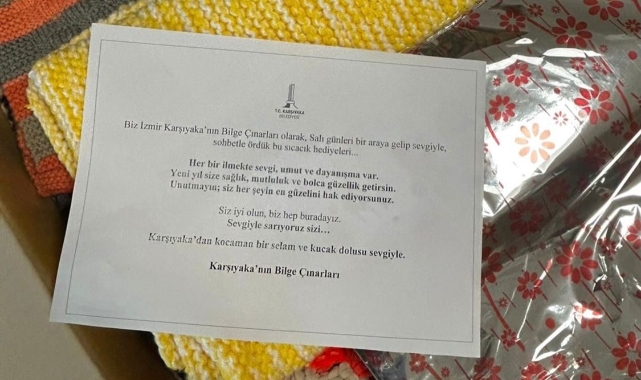 T.C. KARŞIYAKA
BELEDİYESİ
Biz İzmir Karşıyaka'nın Bilge Çınarları olarak, Salı günleri bir araya gelip sevgiyle,
sohbetle ördük bu sıcacık hediyeleri...
Her bir ilmekte sevgi, umut ve dayanışma var.
Yeni yıl size sağlık, mutluluk ve bolca güzellik getirsin.
Unutmayın; siz her şeyin en güzelini hak ediyorsunuz.
Siz iyi olun, biz hep buradayız.
Sevgiyle sarıyoruz sizi...
Karşıyaka'dan kocaman bir selam ve kucak dolusu sevgiyle.
Karşıyaka'nın Bilge Çınarları